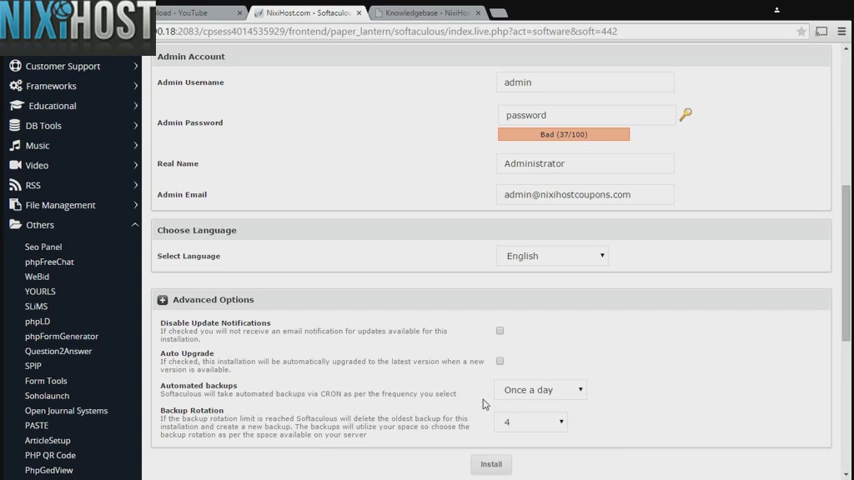 NIXIHOST
load - YouTube
NixiHost.com - Softaculous
Knowledgebase - NixiHo
00.18:2083/cpsess4014535929/frontend/paper_lantern/softaculous/index.live.php?act=software&soft=442
Customer Support
Frameworks
Educational
DB Tools
Music
Video
RSS
File Management
Others
Seo Panel
phpFreeChat
WeBid
YOURLS
SLiMS
phpLD
phpFormGenerator
Question2Answer
SPIP
Form Tools
Soholaunch
Open Journal Systems
PASTE
ArticleSetup
PHP QR Code
PhpGedView
Admin Account
Admin Username
admin
Admin Password
password
Bad (37/100)
Real Name
Administrator
Admin Email
admin@nixihostcoupons.com
Choose Language
Select Language
English
Advanced Options
Disable Update Notifications
If checked you will not receive an email notification for updates available for this
installation.
Auto Upgrade
If checked, this installation will be automatically upgraded to the latest version when a new
version is available.
Automated backups
Softaculous will take automated backups via CRON as per the frequency you select
Once a day
Backup Rotation
If the backup rotation limit is reached Softaculous will delete the oldest backup for this
installation and create a new backup. The backups will utilize your space so choose the
backup rotation as per the space available on your server
4
Install